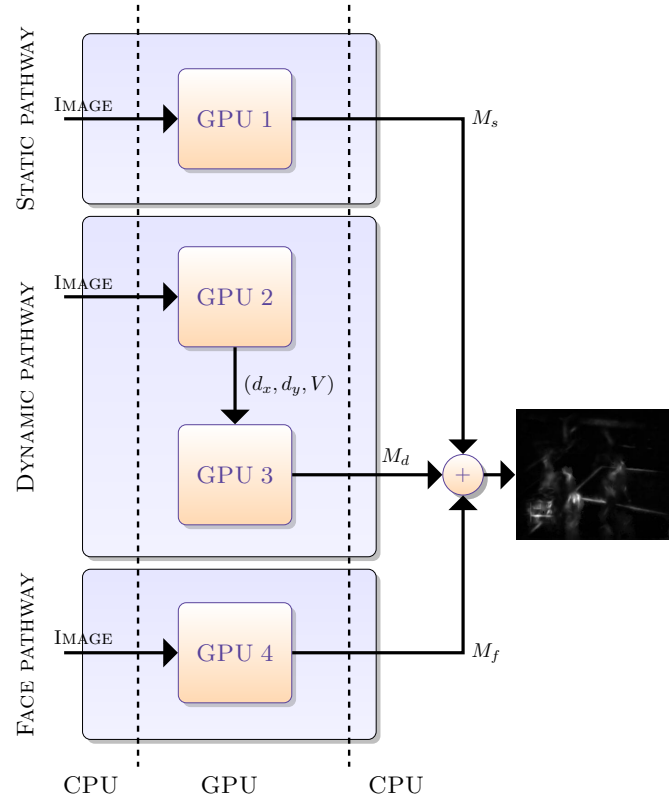 STATIC PATHWAY
IMAGE
GPU 1
M_s
DYNAMIC PATHWAY
IMAGE
GPU 2
(d_x, d_y, V)
GPU 3
M_d
+
FACE PATHWAY
IMAGE
GPU 4
M_f
CPU
GPU
CPU